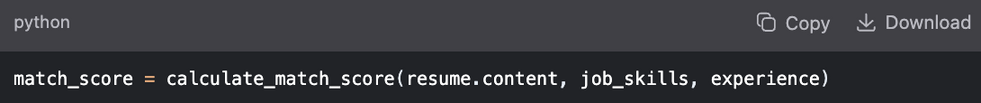 python
Copy
Download
match_score = calculate_match_score(resume.content, job_skills, experience)